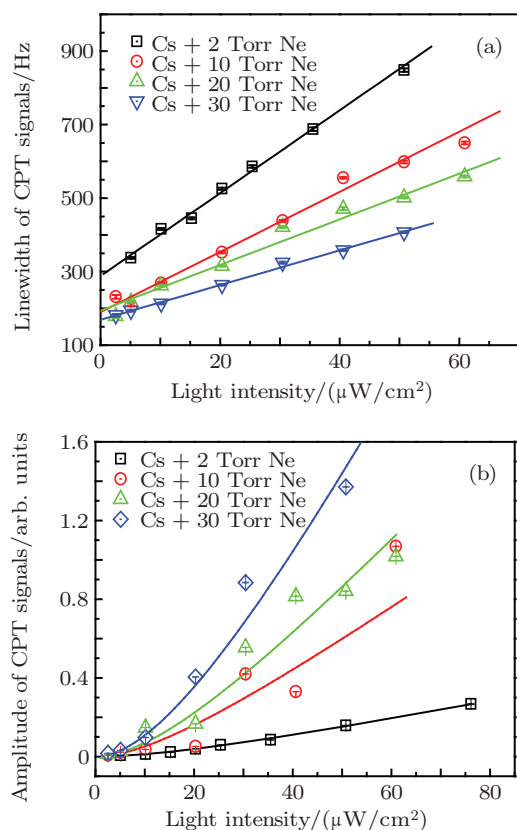 900
700
500
300
100
Linewidth of CPT signals/Hz
(a)
Cs + 2 Torr Ne
Cs + 10 Torr Ne
Cs + 20 Torr Ne
Cs + 30 Torr Ne
0 20 40 60
Light intensity/(μW/cm²)
1.6
1.2
0.8
0.4
0
Amplitude of CPT signals/arb. units
(b)
Cs + 2 Torr Ne
Cs + 10 Torr Ne
Cs + 20 Torr Ne
Cs + 30 Torr Ne
0 20 40 60 80
Light intensity/(μW/cm²)